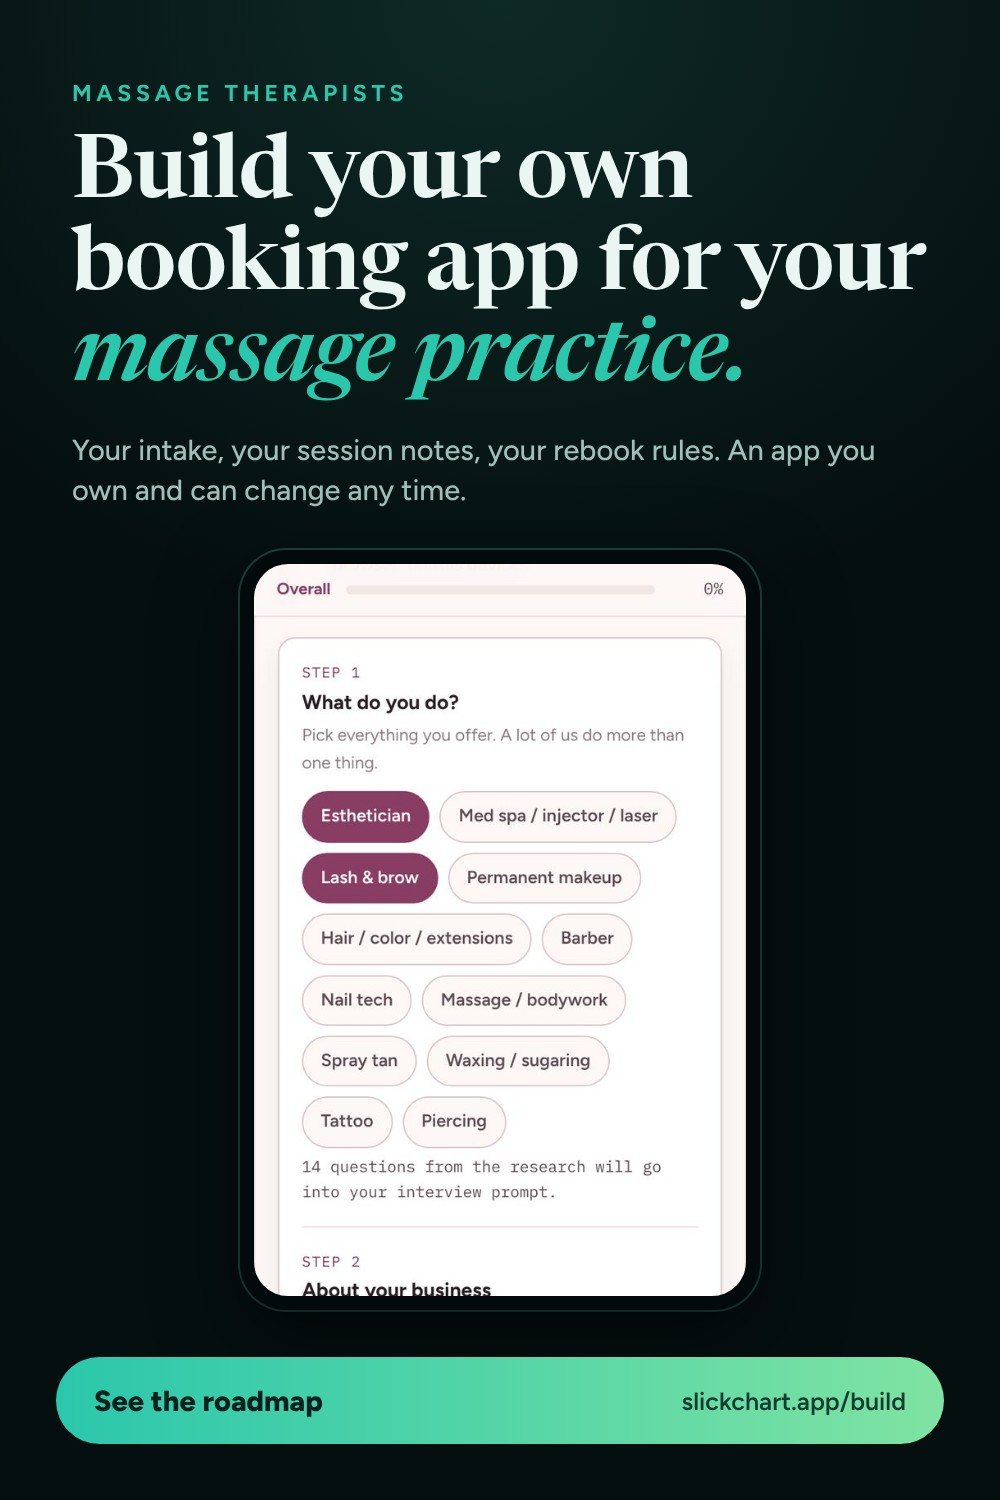 MASSAGE THERAPISTS
Build your own
booking app for your
massage practice.
Your intake, your session notes, your rebook rules. An app you
own and can change any time.
Overall 0%
STEP 1
What do you do?
Pick everything you offer. A lot of us do more than
one thing.
Esthetician Med spa / injector / laser
Lash & brow Permanent makeup
Hair / color / extensions Barber
Nail tech Massage / bodywork
Spray tan Waxing / sugaring
Tattoo Piercing
14 questions from the research will go
into your interview prompt.
STEP 2
About your business
See the roadmap slickchart.app/build